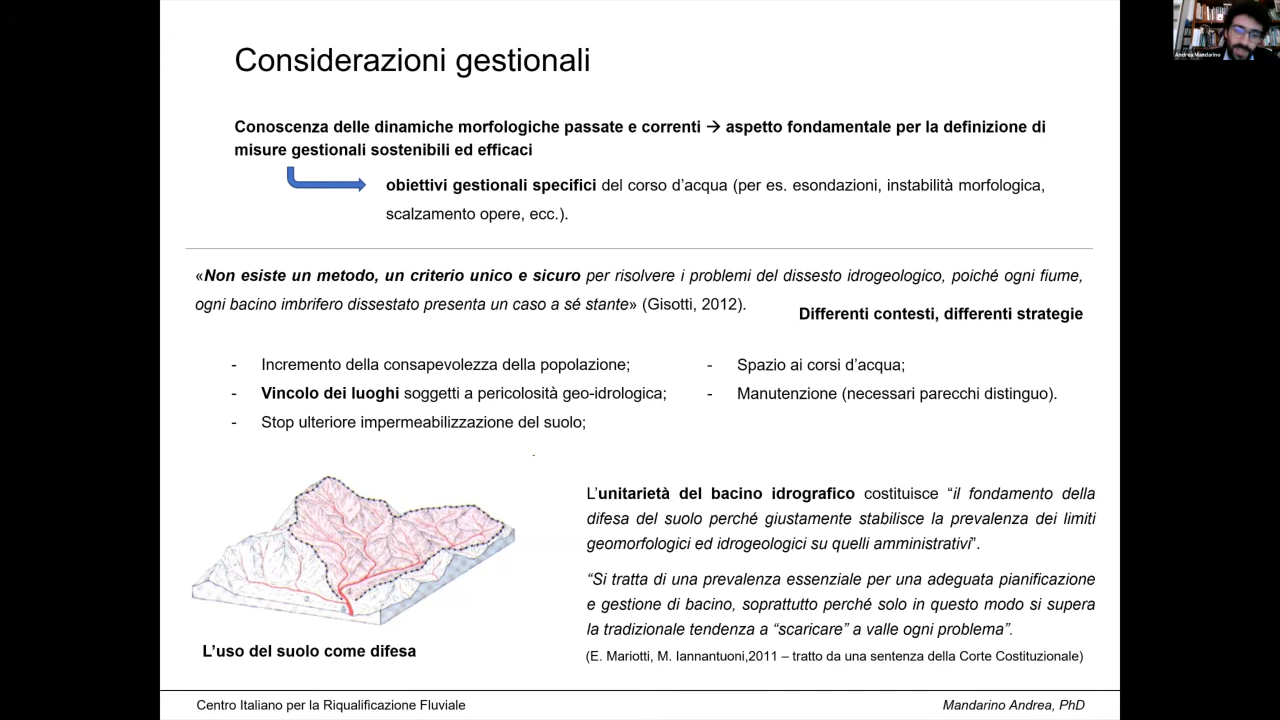 Considerazioni gestionali
Andrea Mandarino
Conoscenza delle dinamiche morfologiche passate e correnti → aspetto fondamentale per la definizione di
misure gestionali sostenibili ed efficaci
obiettivi gestionali specifici del corso d’acqua (per es. esondazioni, instabilità morfologica,
scalzamento opere, ecc.).
«Non esiste un metodo, un criterio unico e sicuro per risolvere i problemi del dissesto idrogeologico, poiché ogni fiume,
ogni bacino imbrifero dissestato presenta un caso a sé stante» (Gisotti, 2012).
Differenti contesti, differenti strategie
- Incremento della consapevolezza della popolazione;
- Vincolo dei luoghi soggetti a pericolosità geo-idrologica;
- Stop ulteriore impermeabilizzazione del suolo;
- Spazio ai corsi d’acqua;
- Manutenzione (necessari parecchi distinguo).
L’unitarietà del bacino idrografico costituisce “il fondamento della
difesa del suolo perché giustamente stabilisce la prevalenza dei limiti
geomorfologici ed idrogeologici su quelli amministrativi”.
“Si tratta di una prevalenza essenziale per una adeguata pianificazione
e gestione di bacino, soprattutto perché solo in questo modo si supera
la tradizionale tendenza a “scaricare” a valle ogni problema”.
(E. Mariotti, M. Iannantuoni,2011 – tratto da una sentenza della Corte Costituzionale)
L’uso del suolo come difesa
Centro Italiano per la Riqualificazione Fluviale
Mandarino Andrea, PhD